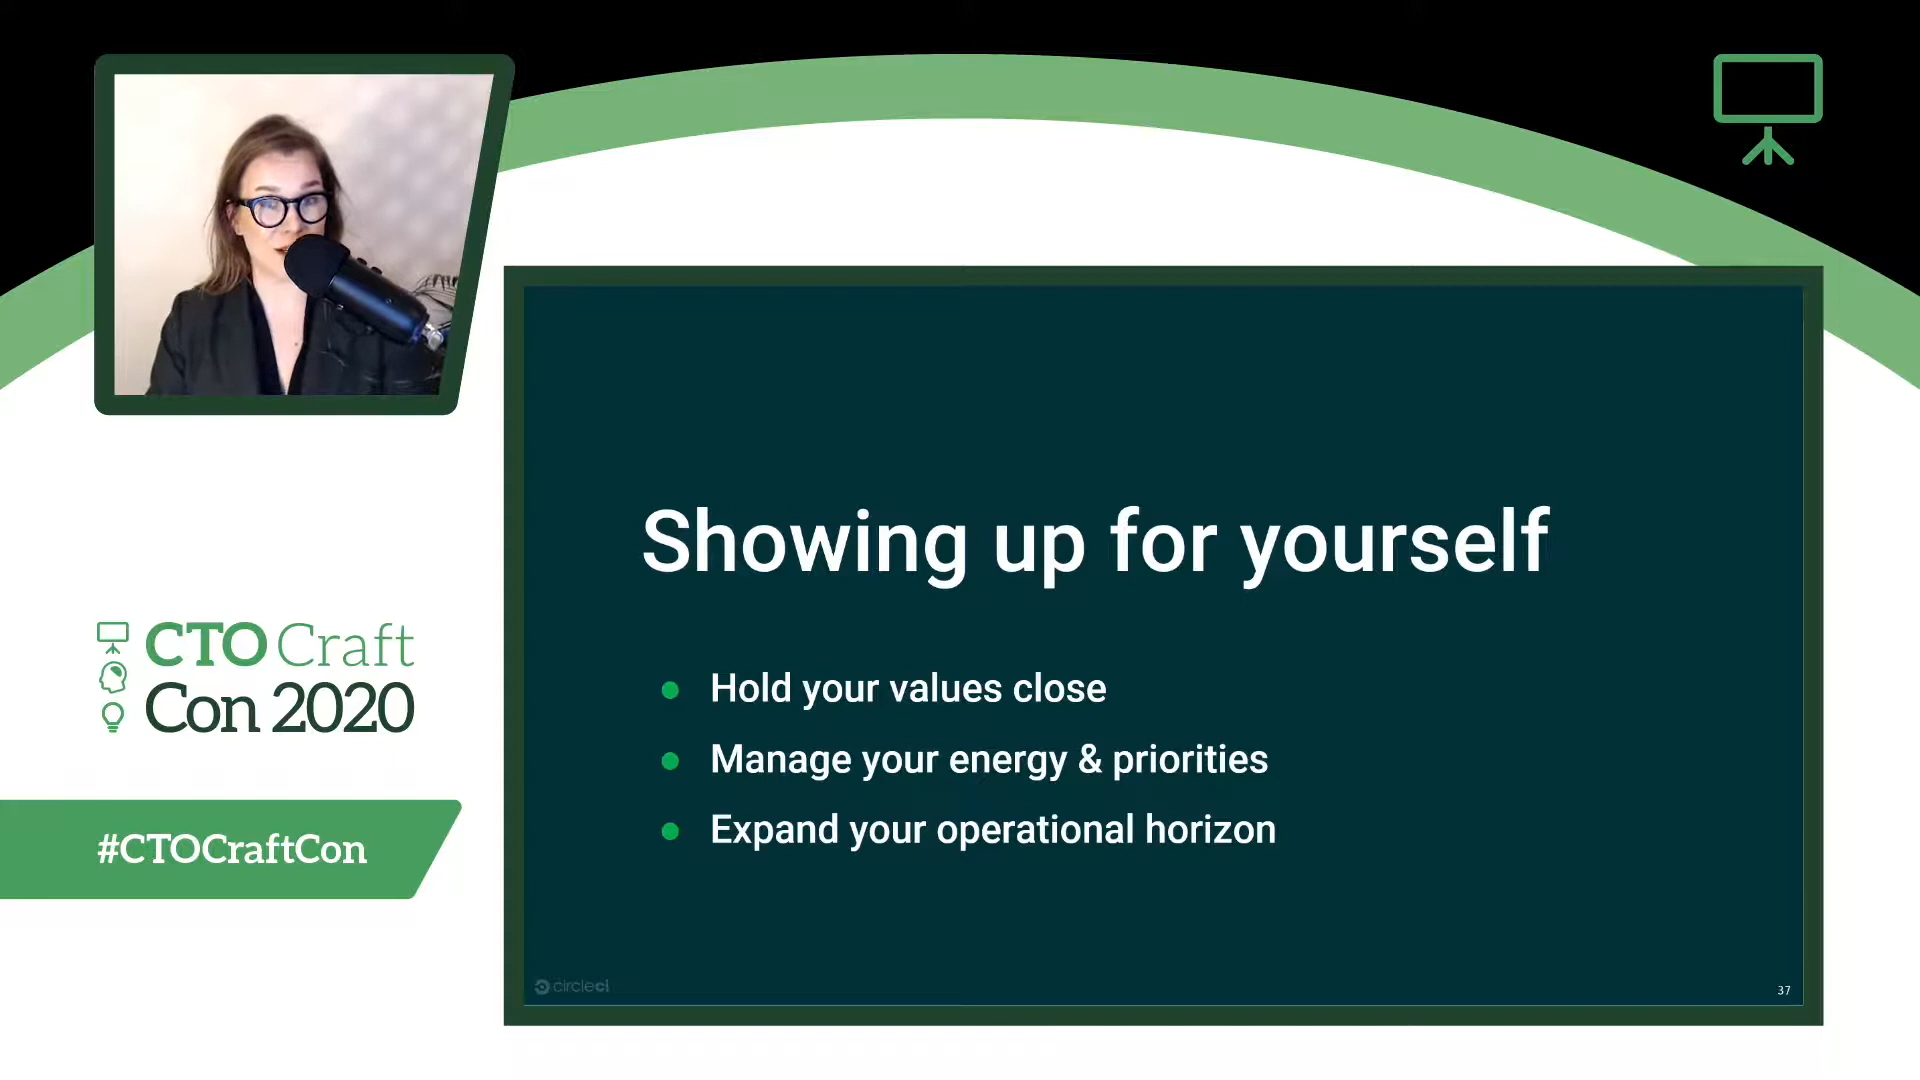 Showing up for yourself
Hold your values close
Manage your energy & priorities
Expand your operational horizon
circleci
37
CTO Craft
Con 2020
#CTOCraftCon